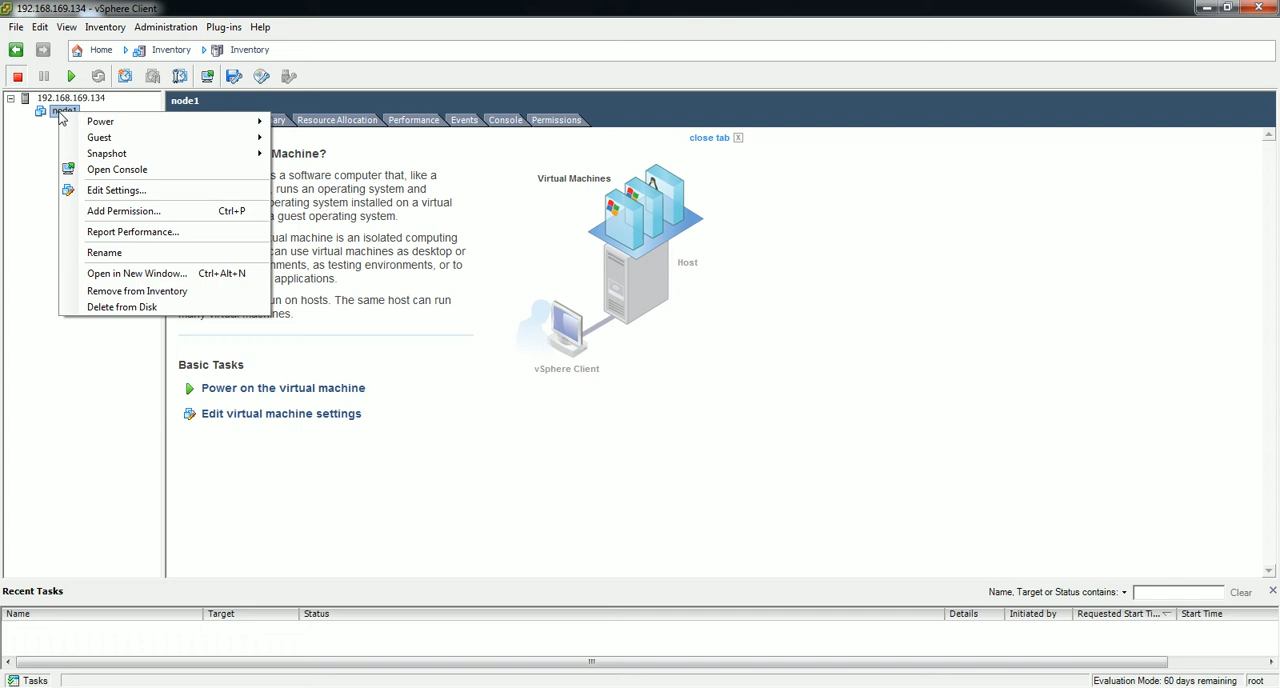 192.168.169.134 - vSphere Client
File Edit View Inventory Administration Plug-ins Help
Home Inventory Inventory
192.168.169.134
node1
node1
ary Resource Allocation Performance Events Console Permissions
close tab X
Power
Guest
Snapshot
Open Console
Edit Settings...
Add Permission... Ctrl+P
Report Performance...
Rename
Open in New Window... Ctrl+Alt+N
Remove from Inventory
Delete from Disk
Machine?
s a software computer that, like a
runs an operating system and
perating system installed on a virtual
a guest operating system.
ual machine is an isolated computing
can use virtual machines as desktop or
nments, as testing environments, or to
applications.
un on hosts. The same host can run
many virtual machines.
Virtual Machines
Host
vSphere Client
Basic Tasks
Power on the virtual machine
Edit virtual machine settings
Recent Tasks
Name, Target or Status contains: Clear
Name Target Status Details Initiated by Requested Start Ti... Start Time
Tasks
Evaluation Mode: 60 days remaining root